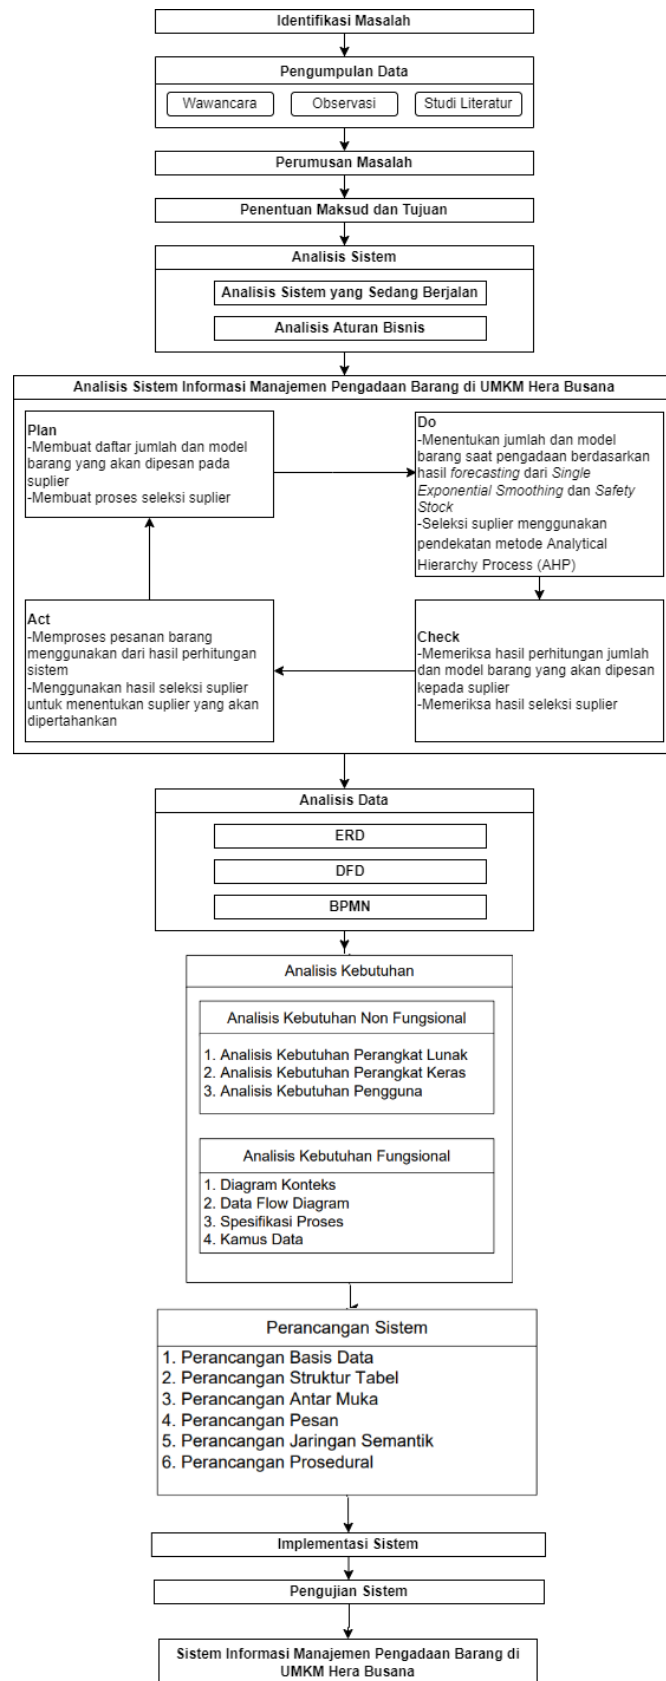 Identifikasi Masalah
Pengumpulan Data
Wawancara
Observasi
Studi Literatur
Perumusan Masalah
Penentuan Maksud dan Tujuan
Analisis Sistem
Analisis Sistem yang Sedang Berjalan
Analisis Aturan Bisnis
Analisis Sistem Informasi Manajemen Pengadaan Barang di UMKM Hera Busana
Plan
-Membuat daftar jumlah dan model
barang yang akan dipesan pada
suplier
-Membuat proses seleksi suplier
Do
-Menentukan jumlah dan model
barang saat pengadaan berdasarkan
hasil forecasting dari Single
Exponential Smoothing dan Safety
Stock
-Seleksi suplier menggunakan
pendekatan metode Analytical
Hierarchy Process (AHP)
Act
-Memproses pesanan barang
menggunakan dari hasil perhitungan
sistem
-Menggunakan hasil seleksi suplier
untuk menentukan suplier yang akan
dipertahankan
Check
-Memeriksa hasil perhitungan jumlah
dan model barang yang akan dipesan
kepada suplier
-Memeriksa hasil seleksi suplier
Analisis Data
ERD
DFD
BPMN
Analisis Kebutuhan
Analisis Kebutuhan Non Fungsional
1. Analisis Kebutuhan Perangkat Lunak
2. Analisis Kebutuhan Perangkat Keras
3. Analisis Kebutuhan Pengguna
Analisis Kebutuhan Fungsional
1. Diagram Konteks
2. Data Flow Diagram
3. Spesifikasi Proses
4. Kamus Data
Perancangan Sistem
1. Perancangan Basis Data
2. Perancangan Struktur Tabel
3. Perancangan Antar Muka
4. Perancangan Pesan
5. Perancangan Jaringan Semantik
6. Perancangan Prosedural
Implementasi Sistem
Pengujian Sistem
Sistem Informasi Manajemen Pengadaan Barang di
UMKM Hera Busana